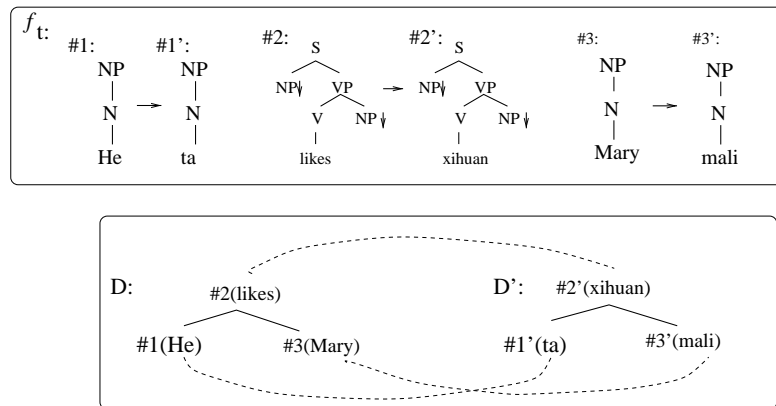 f t:
#1: #1’: #2: #2’: #3: #3’:
S S
NP NP NP↓ VP NP↓ VP NP NP
N N V NP↓ V NP↓ N N
He ta likes xihuan Mary mali
D: D’:
#2(likes) #2’(xihuan)
#1(He) #3(Mary) #1’(ta) #3’(mali)